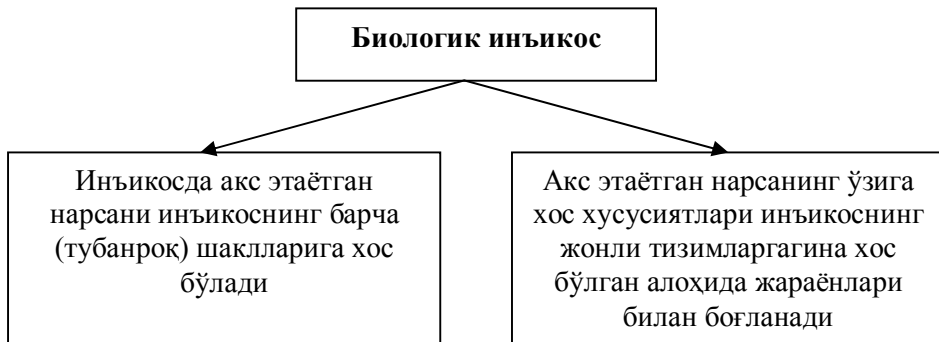 Биологик инъикос
Инъикосда акс этаётган
нарсани инъикоснинг барча
(тубанроқ) шаклларига хос
бўлади
Акс этаётган нарсанинг ўзига
хос хусусиятлари инъикоснинг
жонли тизимларгагина хос
бўлган алоҳида жараёнлари
билан боғланади